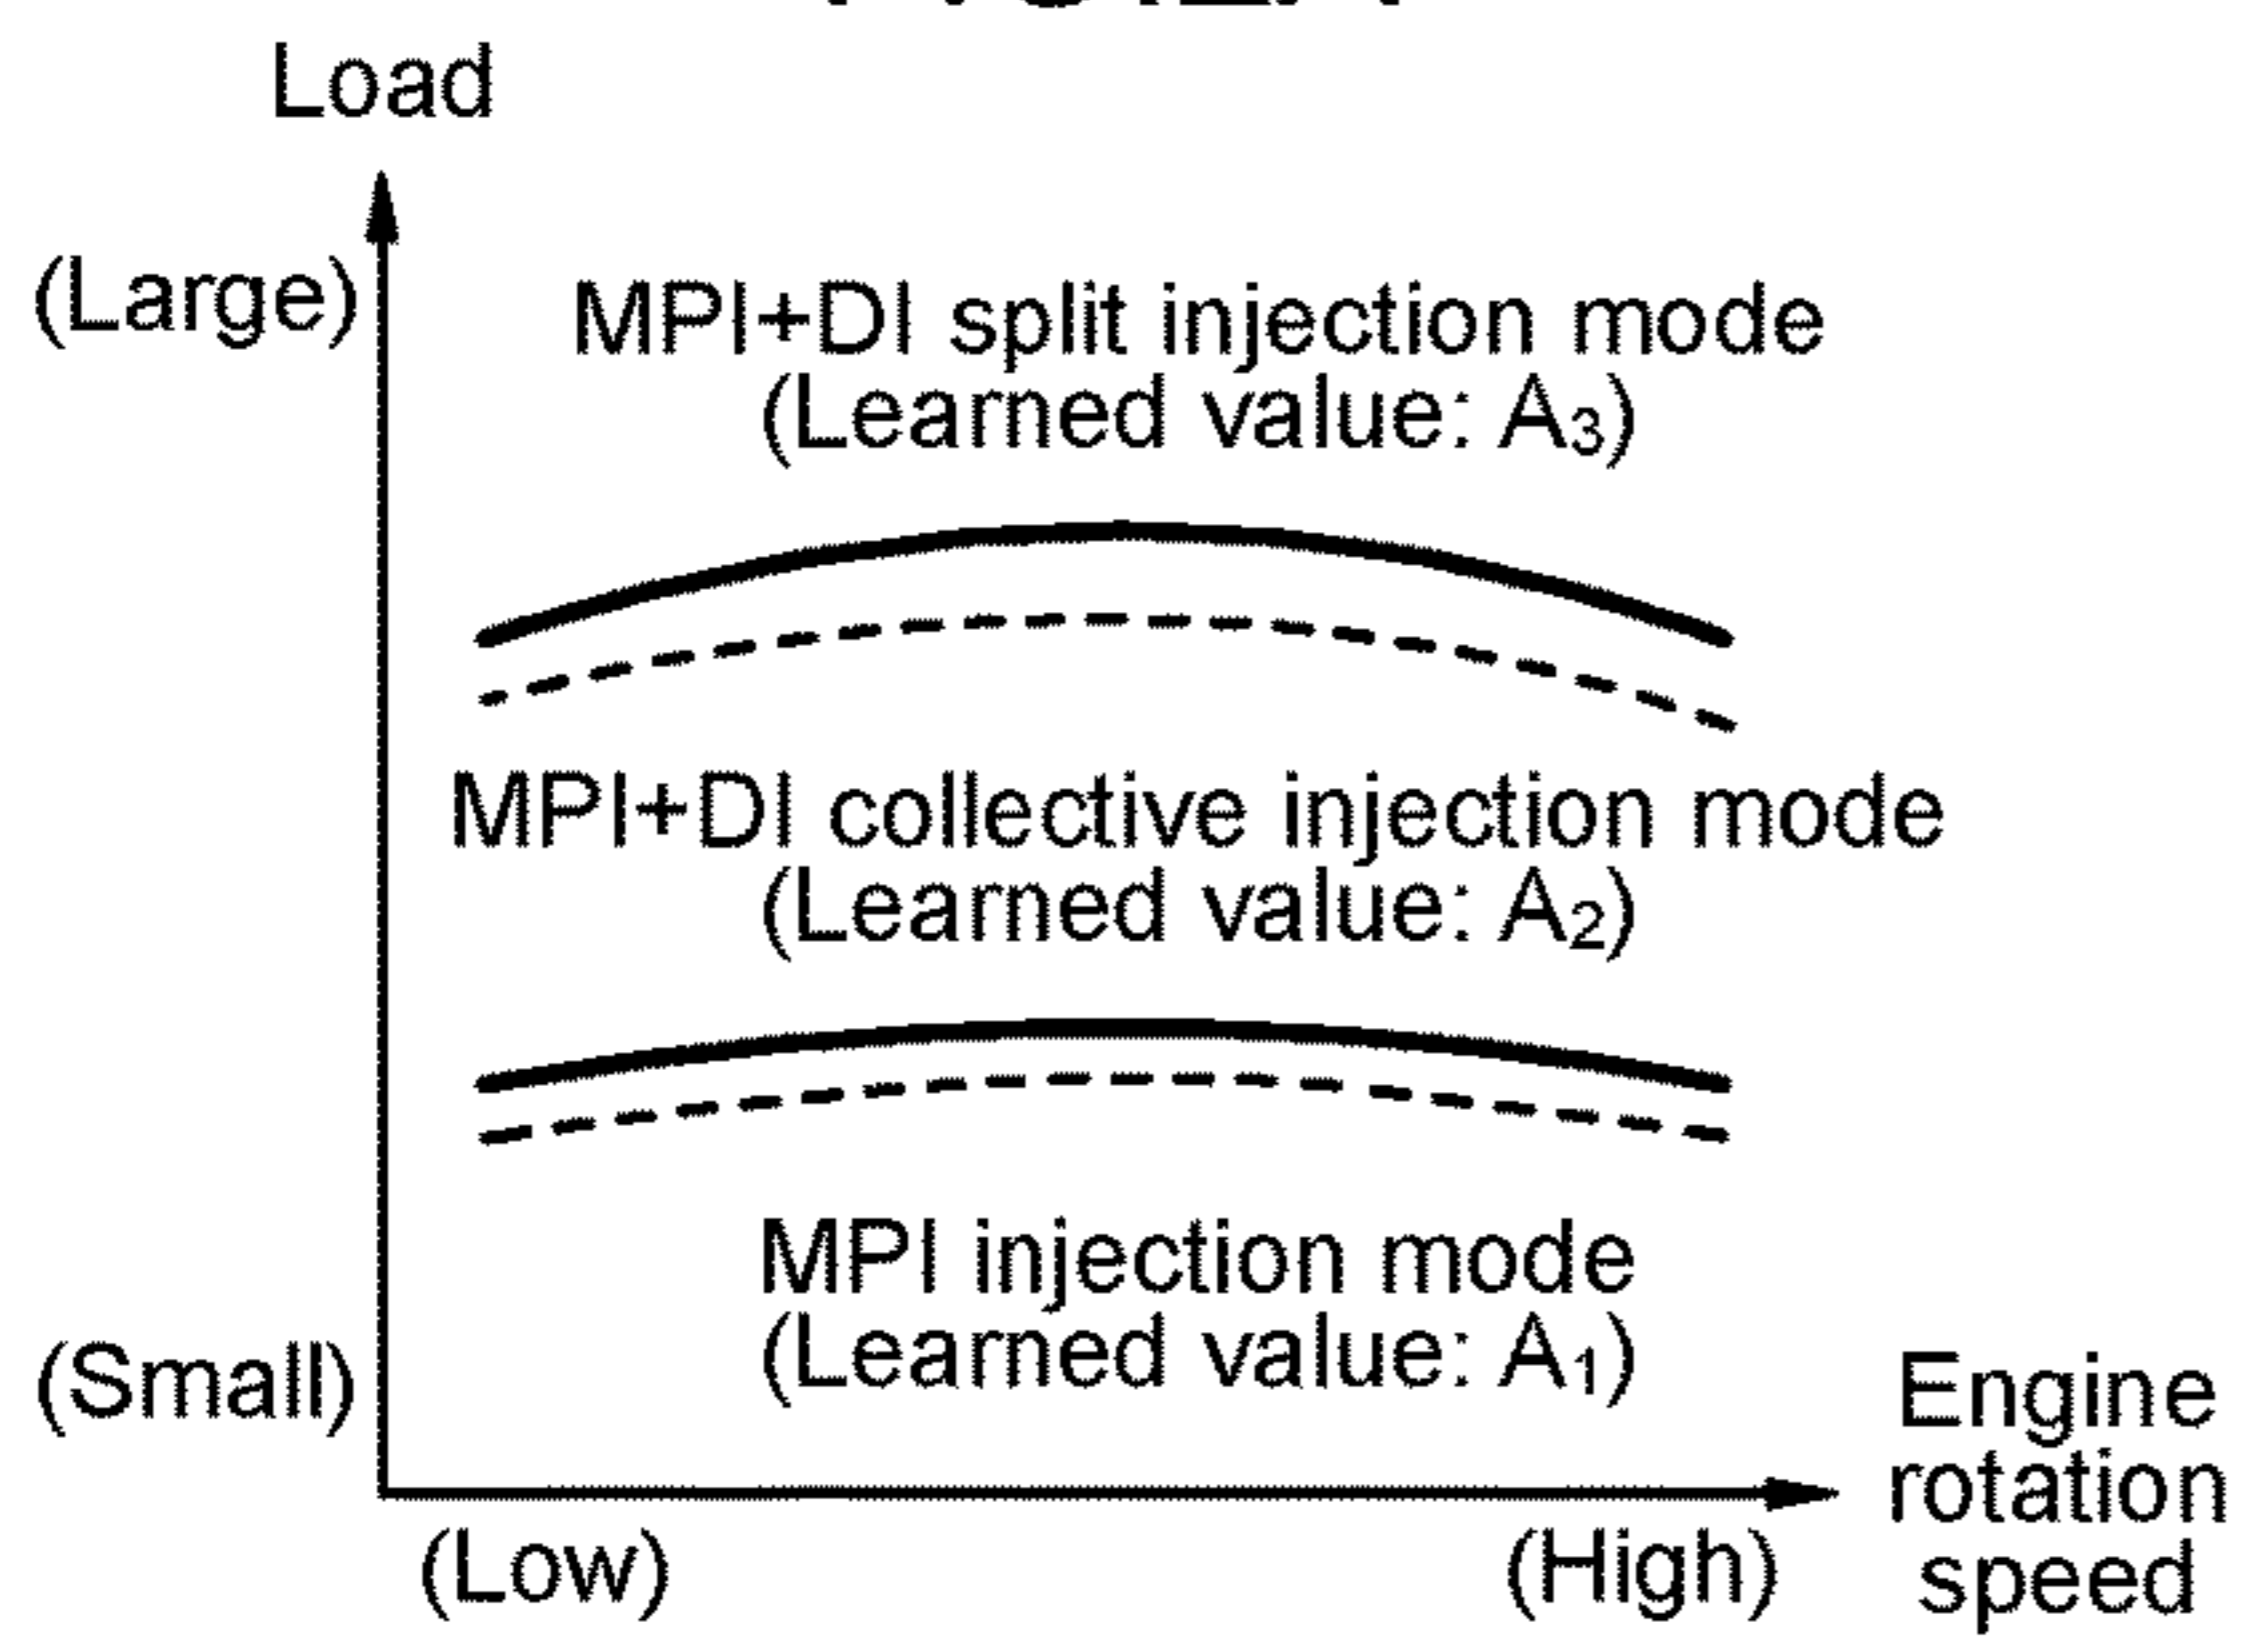 Load
(Large)
MPI+DI split injection mode
(Learned value: A₃)
MPI+DI collective injection mode
(Learned value: A₂)
MPI injection mode
(Learned value: A₁)
(Small)
Engine
rotation
speed
(Low)
(High)